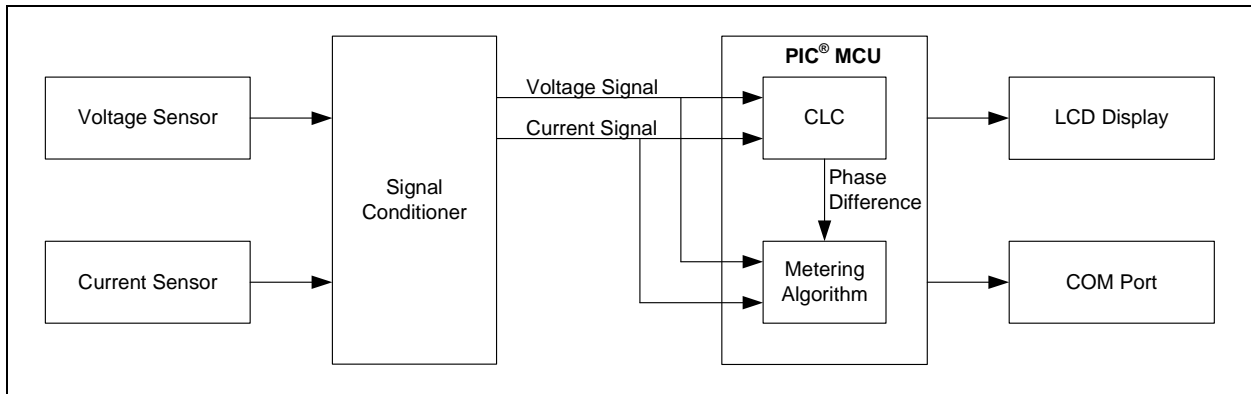 PIC® MCU
Voltage Sensor
Voltage Signal
CLC
LCD Display
Current Signal
Signal
Conditioner
Phase
Difference
Current Sensor
Metering
Algorithm
COM Port